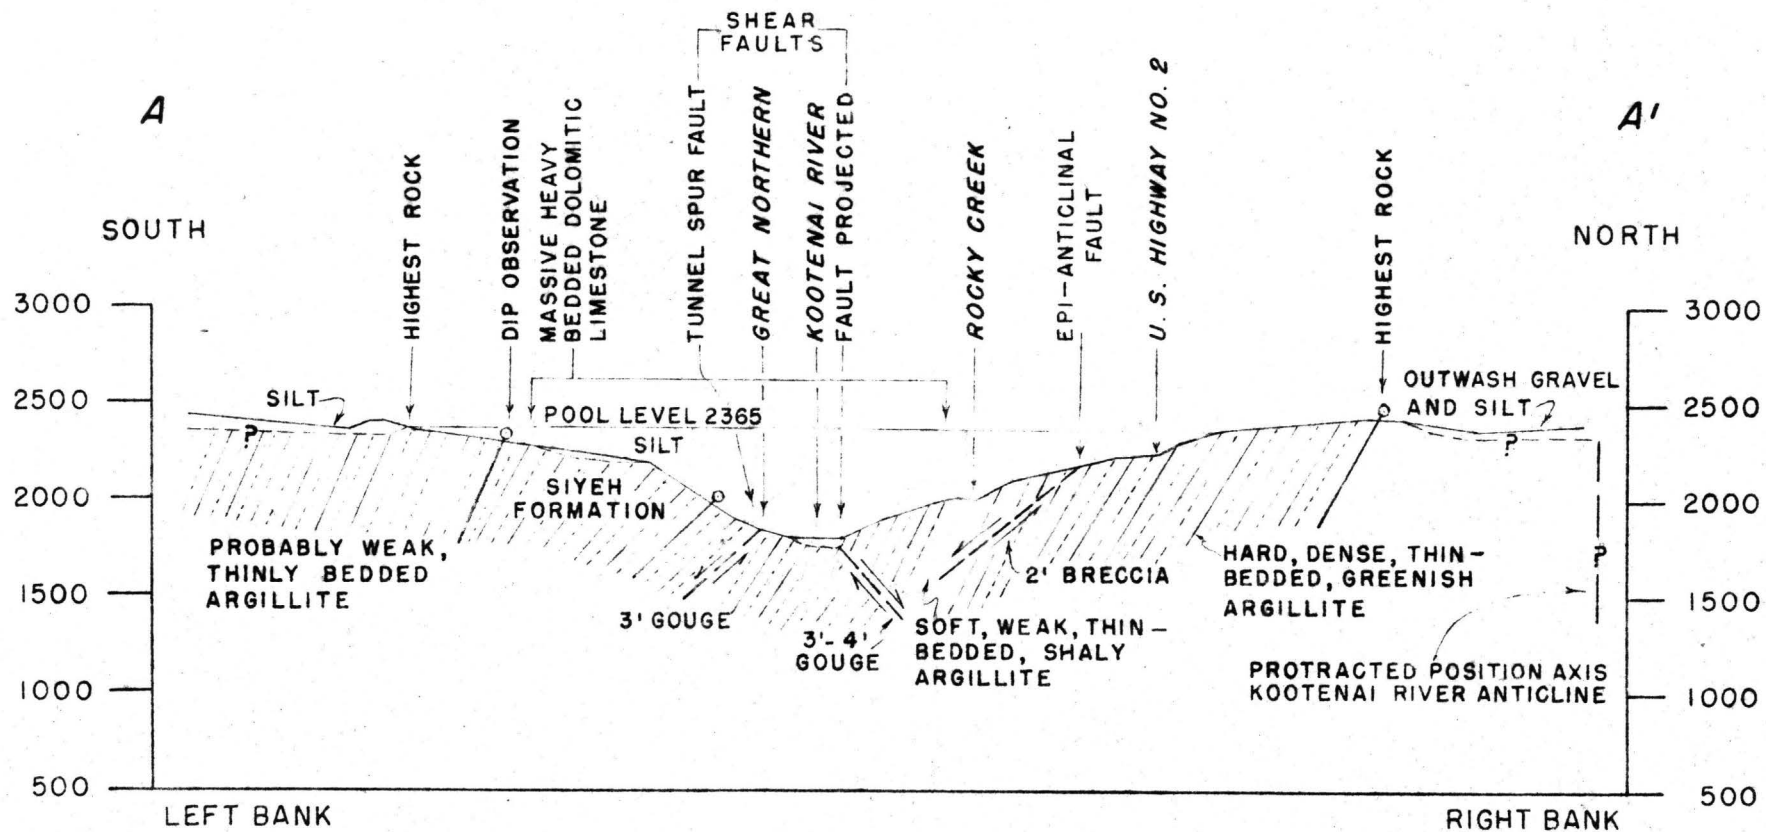 SHEAR
FAULTS
A
A'
SOUTH
NORTH
HIGHEST ROCK
DIP OBSERVATION
MASSIVE HEAVY
BEDDED DOLOMITIC
LIMESTONE
TUNNEL SPUR FAULT
GREAT NORTHERN
KOOTENAI RIVER
FAULT PROJECTED
ROCKY CREEK
EPI-ANTICLINAL
FAULT
U.S. HIGHWAY NO. 2
HIGHEST ROCK
3000
2500
2000
1500
1000
500
3000
2500
2000
1500
1000
500
SILT
?
POOL LEVEL 2365
SILT
OUTWASH GRAVEL
AND SILT
?
?
SIYEH
FORMATION
PROBABLY WEAK,
THINLY BEDDED
ARGILLITE
3' GOUGE
3'-4'
GOUGE
2' BRECCIA
SOFT, WEAK, THIN-
BEDDED, SHALY
ARGILLITE
HARD, DENSE, THIN-
BEDDED, GREENISH
ARGILLITE
PROTRACTED POSITION AXIS
KOOTENAI RIVER ANTICLINE
LEFT BANK
RIGHT BANK